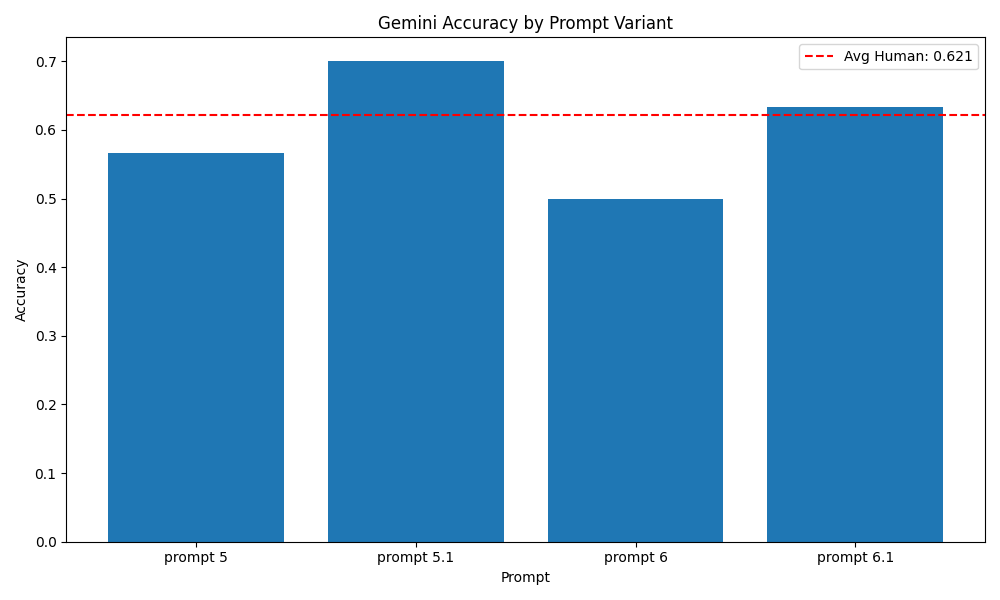 Gemini Accuracy by Prompt Variant
Avg Human: 0.621
0.7
0.6
0.5
0.4
0.3
0.2
0.1
0.0
Accuracy
prompt 5
prompt 5.1
prompt 6
prompt 6.1
Prompt